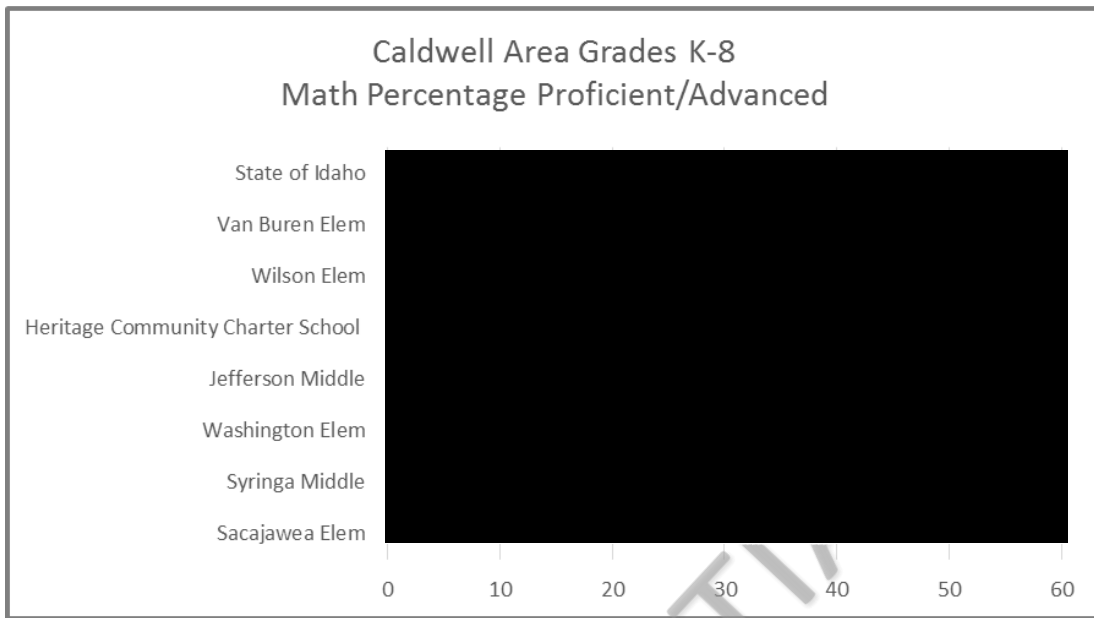 Caldwell Area Grades K-8
Math Percentage Proficient/Advanced
State of Idaho
Van Buren Elem
Wilson Elem
Heritage Community Charter School
Jefferson Middle
Washington Elem
Syringa Middle
Sacajawea Elem
0 10 20 30 40 50 60